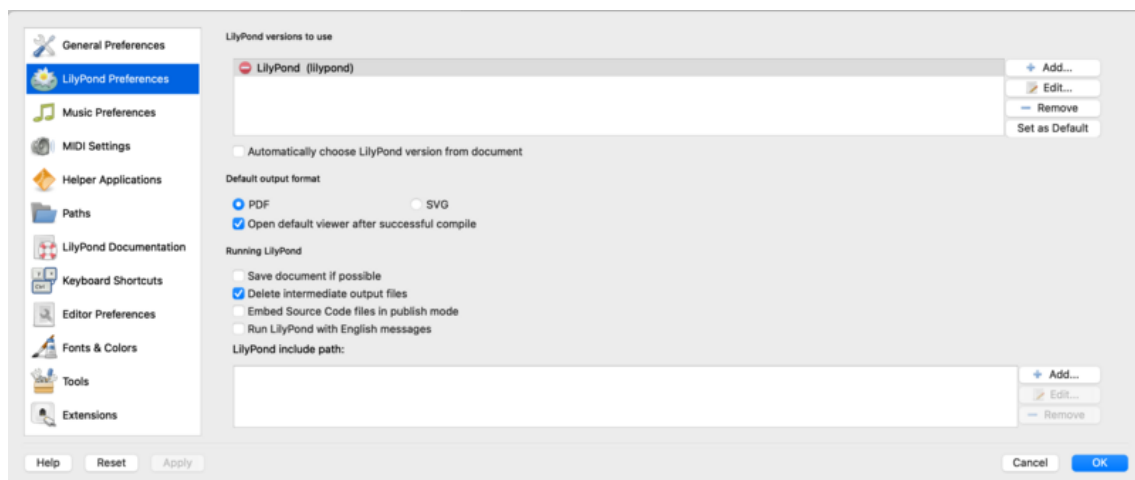 General Preferences
LilyPond Preferences
Music Preferences
MIDI Settings
Helper Applications
Paths
LilyPond Documentation
Keyboard Shortcuts
Editor Preferences
Fonts & Colors
Tools
Extensions
LilyPond versions to use
LilyPond (lilypond)
Add...
Edit...
Remove
Set as Default
Automatically choose LilyPond version from document
Default output format
PDF SVG
Open default viewer after successful compile
Running LilyPond
Save document if possible
Delete intermediate output files
Embed Source Code files in publish mode
Run LilyPond with English messages
LilyPond include path:
Add...
Edit...
Remove
Help Reset Apply Cancel OK